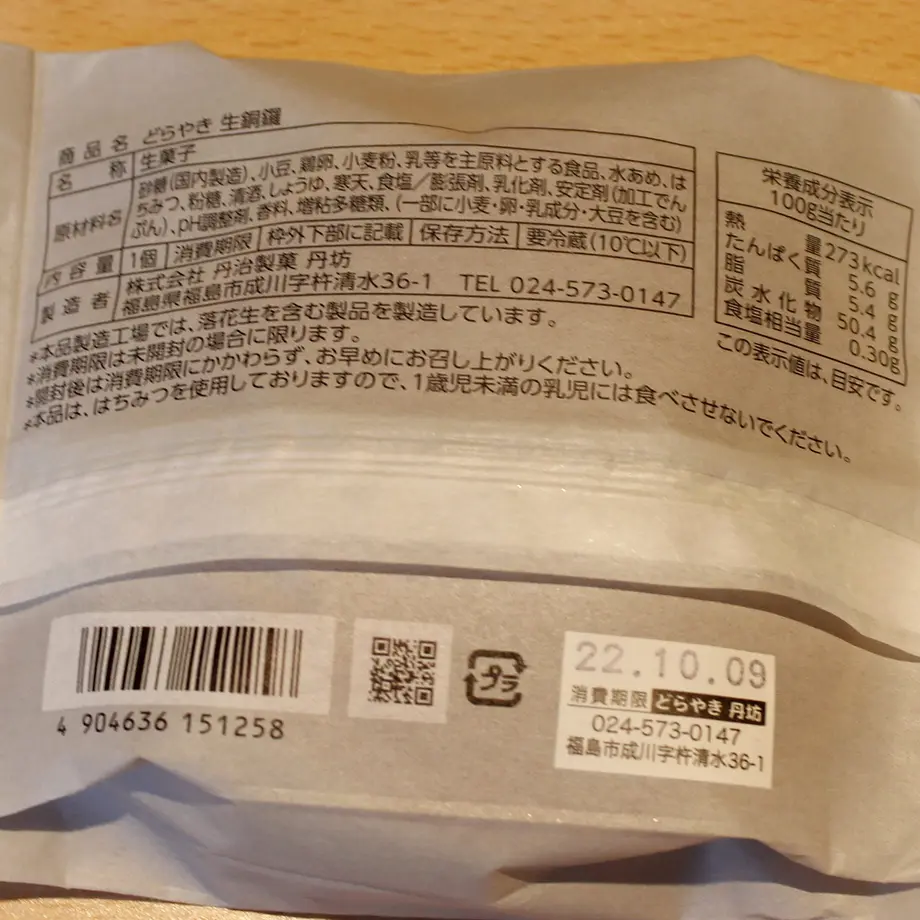 商品名 どらやき 生銅鑼
名称 生菓子
原材料名 砂糖(国内製造)、小豆、鶏卵、小麦粉、乳等を主原料とする食品、水あめ、は
ちみつ、粉糖、清酒、しょうゆ、寒天、食塩／膨張剤、乳化剤、安定剤(加工でん
ぷん)、pH調整剤、香料、増粘多糖類、(一部に小麦・卵・乳成分・大豆を含む)
内容量 1個 消費期限 枠外下部に記載 保存方法 要冷蔵(10℃以下)
製造者 株式会社 丹治製菓 丹坊
福島県福島市成川字杵清水36-1 TEL 024-573-0147
*本品製造工場では、落花生を含む製品を製造しています。
*消費期限は未開封の場合に限ります。
*開封後は消費期限にかかわらず、お早めにお召し上がりください。
*本品は、はちみつを使用しておりますので、1歳児未満の乳児には食べさせないでください。
栄養成分表示
100g当たり
熱量 273kcal
たんぱく質 5.6g
脂質 5.4g
炭水化物 50.4g
食塩相当量 0.30g
この表示値は、目安です。
4 904636 151258
プラ
22.10.09
消費期限 どらやき 丹坊
024-573-0147
福島市成川字杵清水36-1